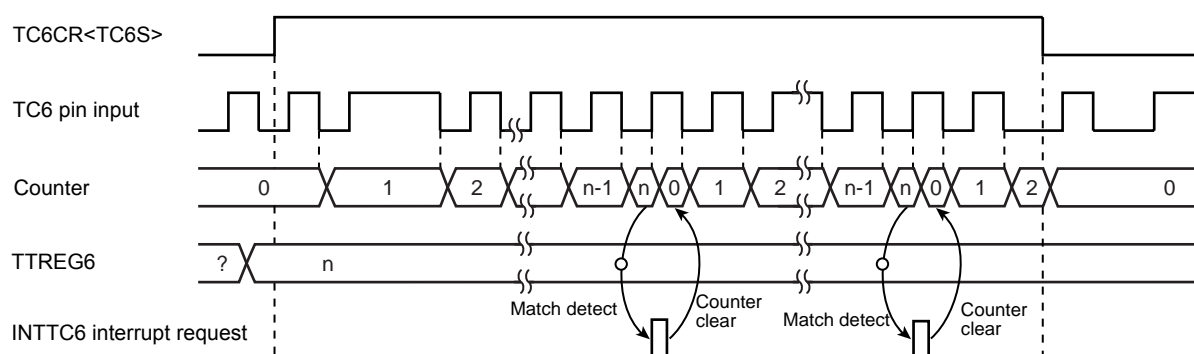 TC6CR<TC6S>
TC6 pin input
Counter 0 1 2 n-1 n 0 1 2 n-1 n 0 1 2 0
TTREG6 ? n
Match detect Counter clear Match detect Counter clear
INTTC6 interrupt request